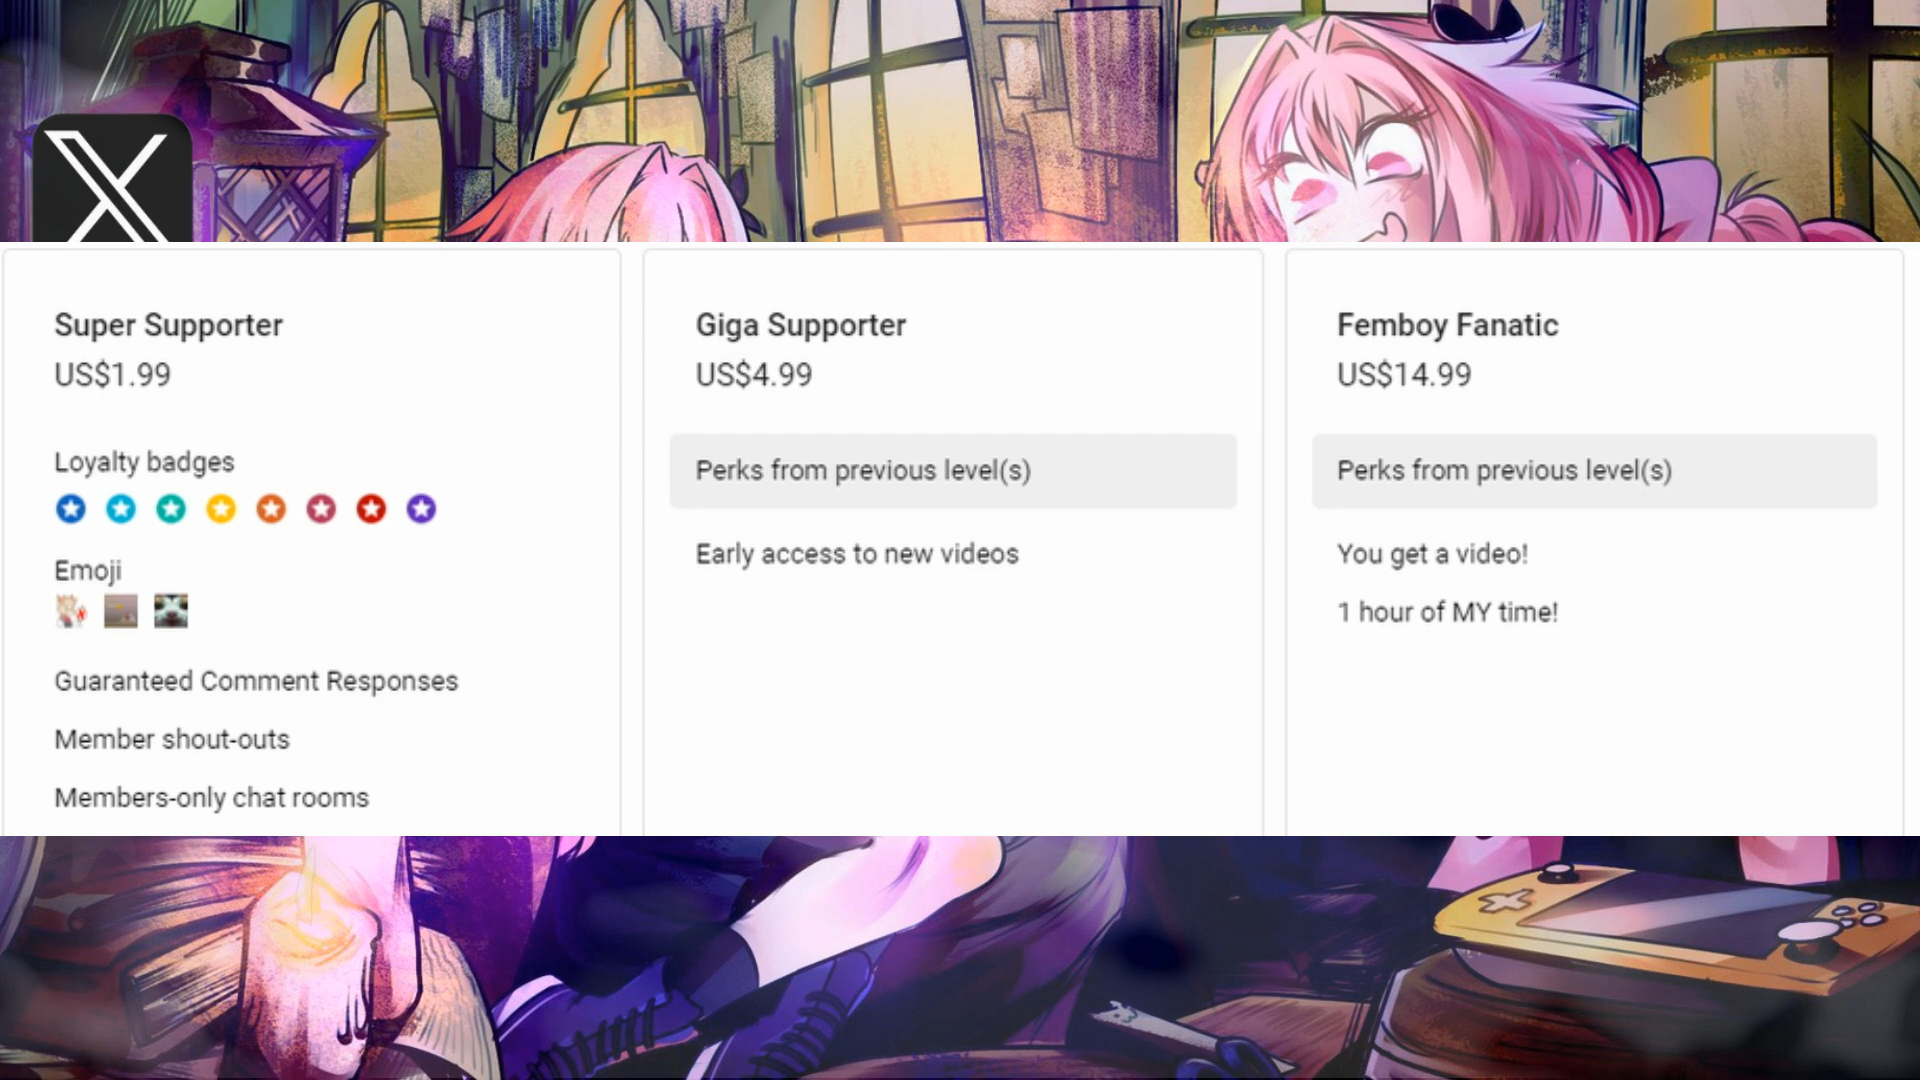 X
Super Supporter
US$1.99
Loyalty badges
Emoji
Guaranteed Comment Responses
Member shout-outs
Members-only chat rooms
Giga Supporter
US$4.99
Perks from previous level(s)
Early access to new videos
Femboy Fanatic
US$14.99
Perks from previous level(s)
You get a video!
1 hour of MY time!